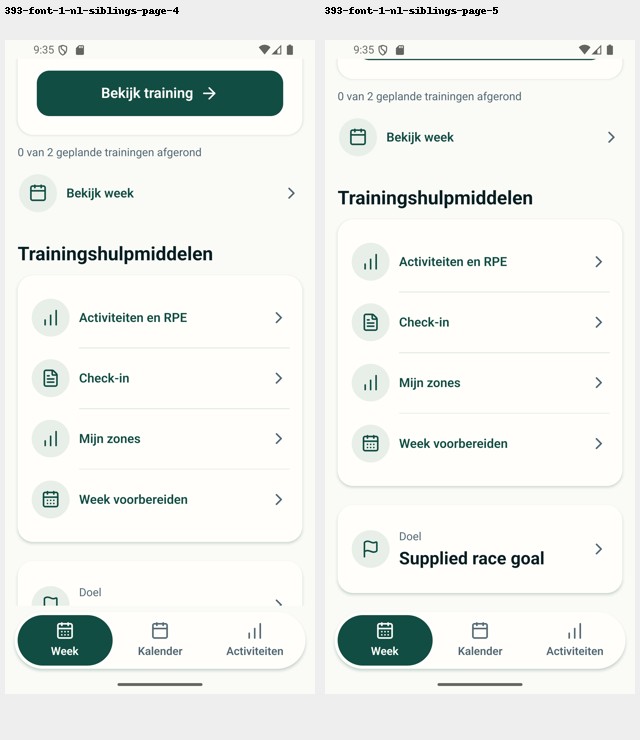 393-font-1-nl-siblings-page-4
9:35
Bekijk training
0 van 2 geplande trainingen afgerond
Bekijk week
Trainingshulpmiddelen
Activiteiten en RPE
Check-in
Mijn zones
Week voorbereiden
Doel
Week
Kalender
Activiteiten
393-font-1-nl-siblings-page-5
9:35
0 van 2 geplande trainingen afgerond
Bekijk week
Trainingshulpmiddelen
Activiteiten en RPE
Check-in
Mijn zones
Week voorbereiden
Doel
Supplied race goal
Week
Kalender
Activiteiten